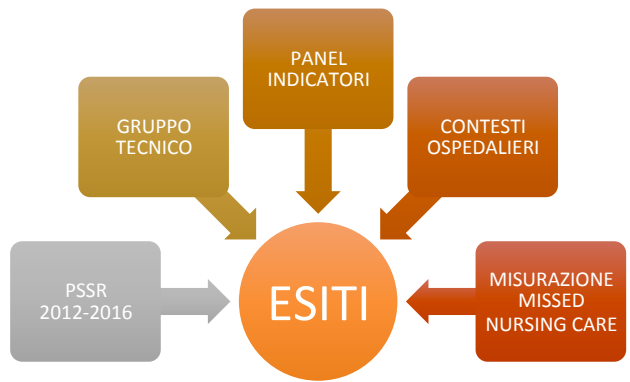 PANEL
INDICATORI
GRUPPO
TECNICO
CONTESTI
OSPEDALIERI
PSSR
2012-2016
ESITI
MISURAZIONE
MISSED
NURSING CARE